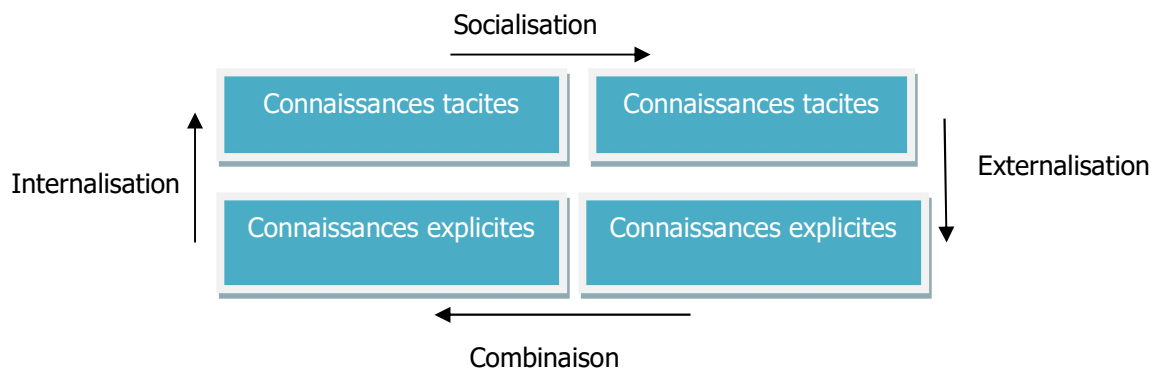 Socialisation
Connaissances tacites
Connaissances tacites
Internalisation
Externalisation
Connaissances explicites
Connaissances explicites
Combinaison